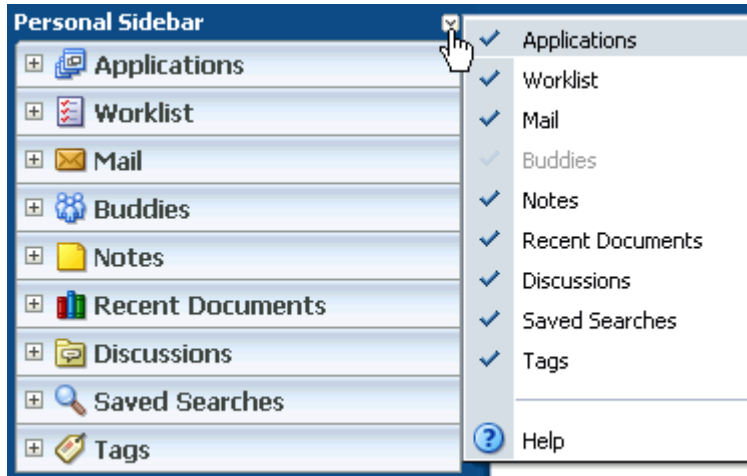 Personal Sidebar
Applications
Worklist
Mail
Buddies
Notes
Recent Documents
Discussions
Saved Searches
Tags
Applications
Worklist
Mail
Buddies
Notes
Recent Documents
Discussions
Saved Searches
Tags
Help